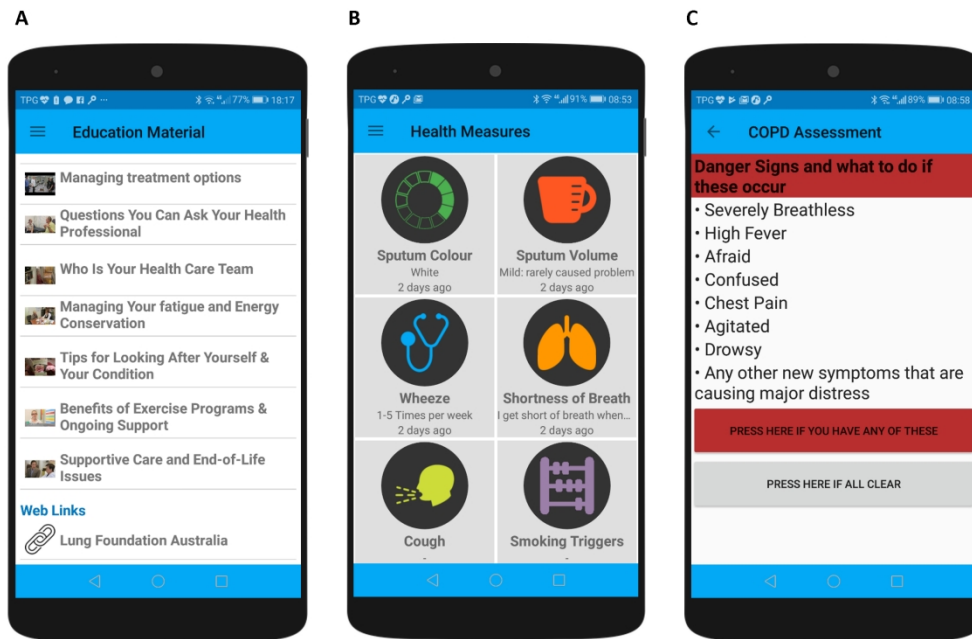 A
TPG 77% 18:17
Education Material
Managing treatment options
Questions You Can Ask Your Health
Professional
Who Is Your Health Care Team
Managing Your fatigue and Energy
Conservation
Tips for Looking After Yourself &
Your Condition
Benefits of Exercise Programs &
Ongoing Support
Supportive Care and End-of-Life
Issues
Web Links
Lung Foundation Australia
B
TPG 91% 08:53
Health Measures
Sputum Colour
White
2 days ago
Sputum Volume
Mild: rarely caused problem
2 days ago
Wheeze
1-5 Times per week
2 days ago
Shortness of Breath
I get short of breath when...
2 days ago
Cough
-
Smoking Triggers
-
C
TPG 89% 08:58
COPD Assessment
Danger Signs and what to do if
these occur
• Severely Breathless
• High Fever
• Afraid
• Confused
• Chest Pain
• Agitated
• Drowsy
• Any other new symptoms that are
causing major distress
PRESS HERE IF YOU HAVE ANY OF THESE
PRESS HERE IF ALL CLEAR